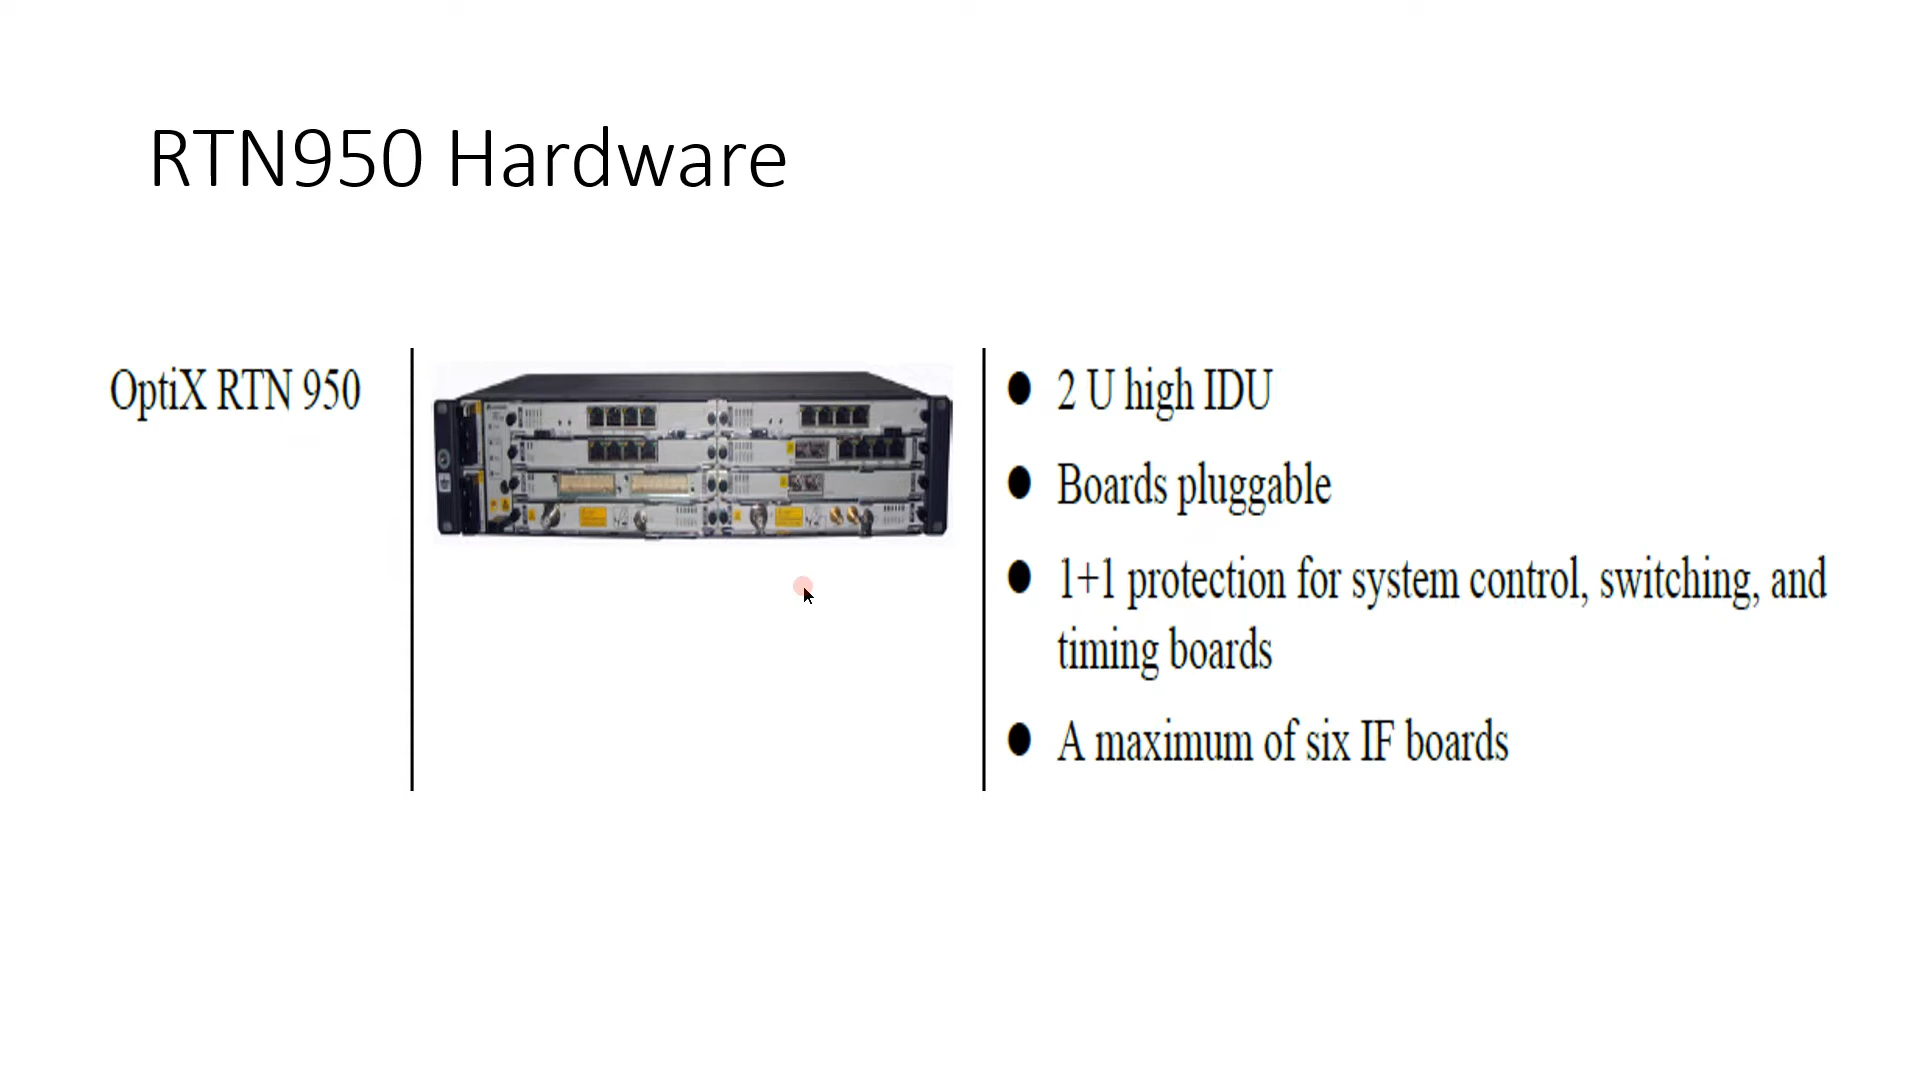 RTN950 Hardware
OptiX RTN 950
● 2 U high IDU
● Boards pluggable
● 1+1 protection for system control, switching, and
timing boards
● A maximum of six IF boards